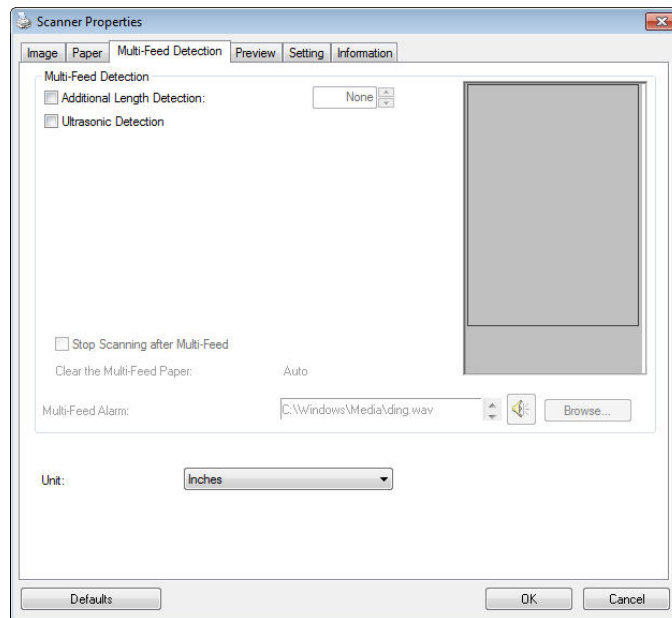 Scanner Properties
Image Paper Multi-Feed Detection Preview Setting Information
Multi-Feed Detection
Additional Length Detection: None
Ultrasonic Detection
Stop Scanning after Multi-Feed
Clear the Multi-Feed Paper: Auto
Multi-Feed Alarm: C:\Windows\Media\ding.wav Browse...
Unit: Inches
Defaults OK Cancel